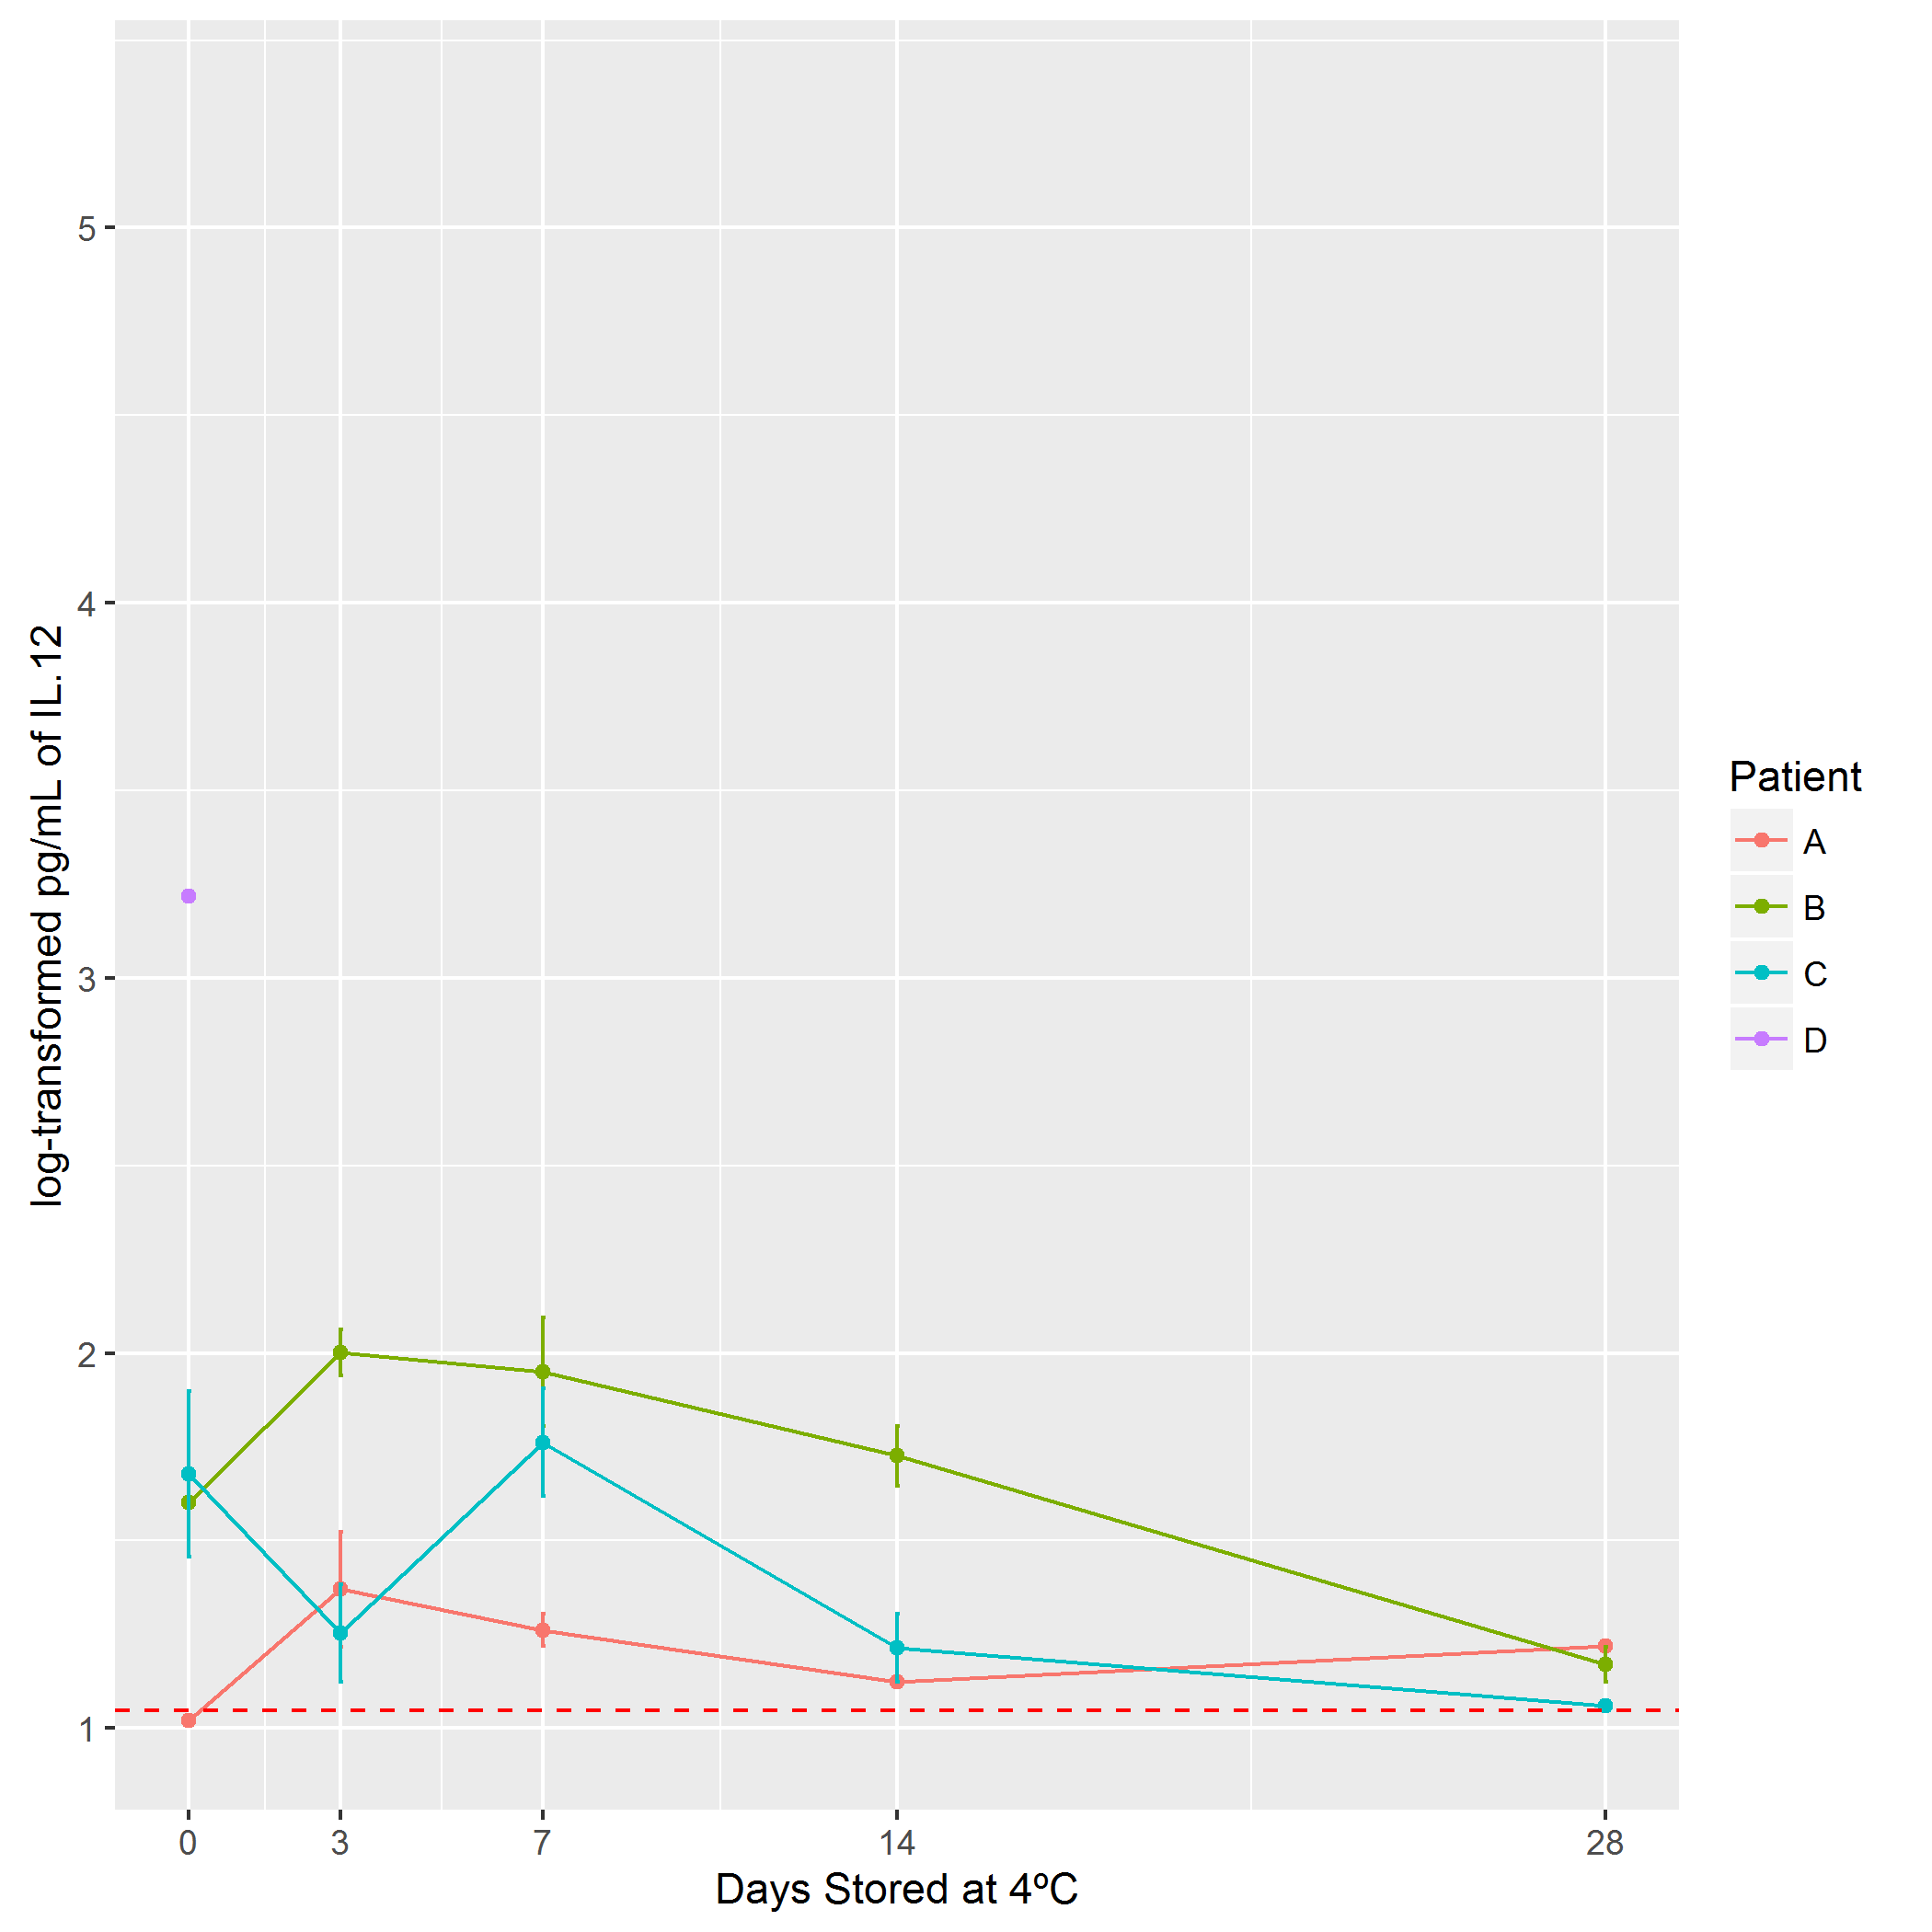 log-transformed pg/mL of IL.12
5
4
3
2
1
0 3 7 14 28
Days Stored at 4ºC
Patient
A
B
C
D